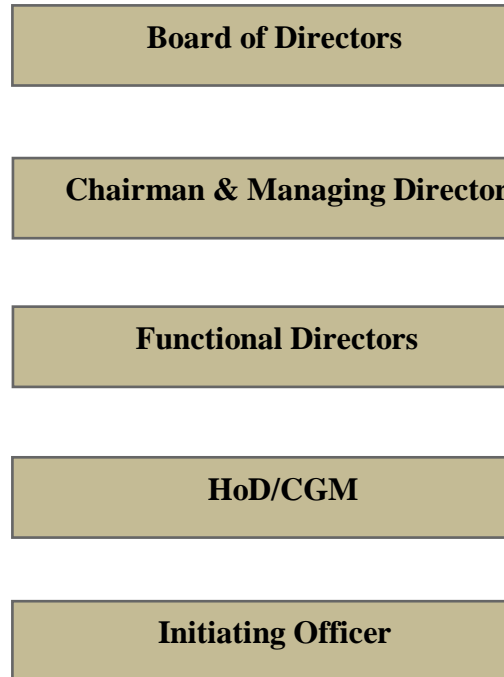 Board of Directors
Chairman & Managing Director
Functional Directors
HoD/CGM
Initiating Officer